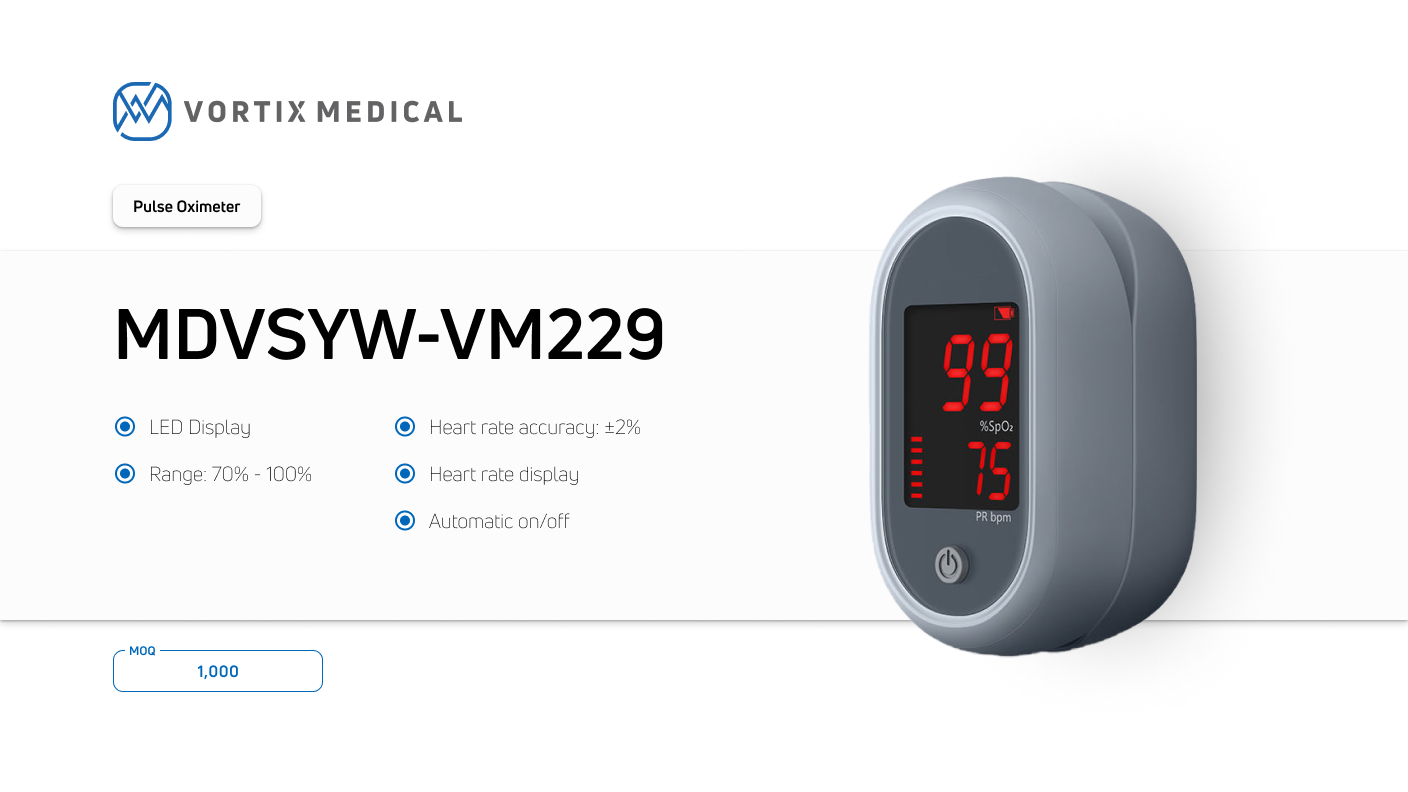 VORTIX MEDICAL
Pulse Oximeter
MDVSYW-VM229
LED Display
Range: 70% - 100%
Heart rate accuracy: ±2%
Heart rate display
Automatic on/off
MOQ
1,000
99
%SpO₂
75
PR bpm